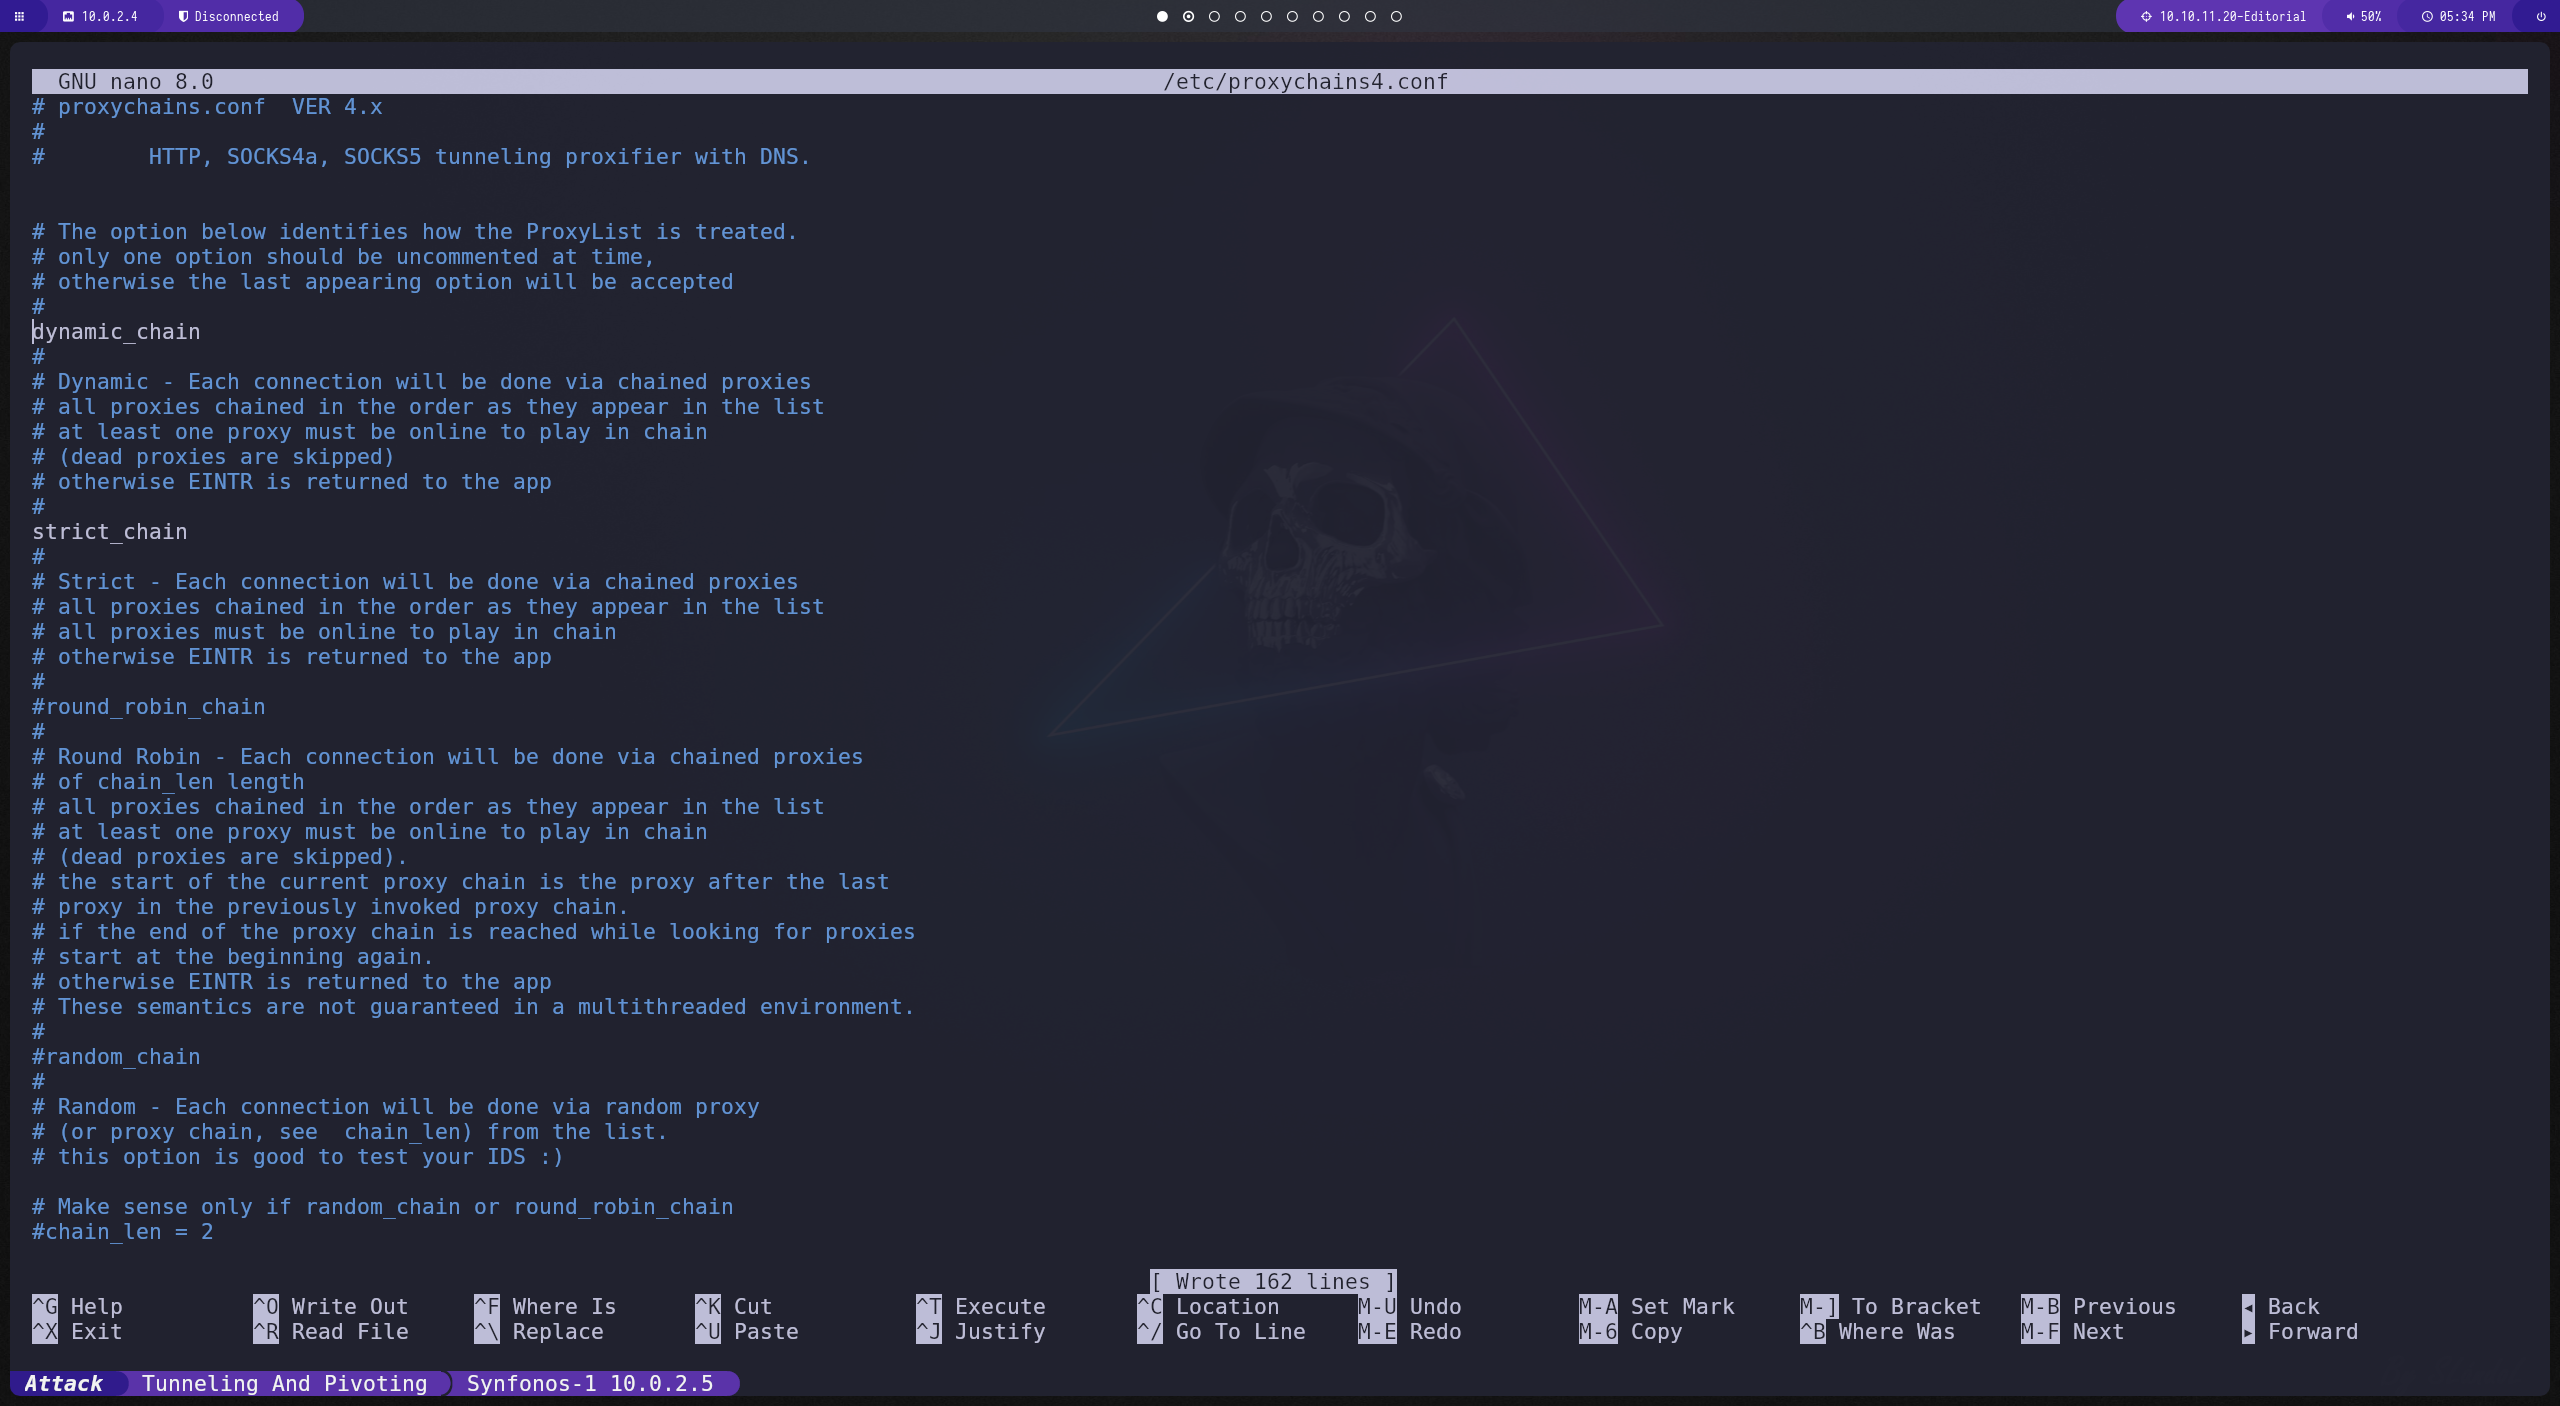 10.0.2.4 Disconnected 10.10.11.20-Editorial 50% 05:34 PM
GNU nano 8.0 /etc/proxychains4.conf
# proxychains.conf  VER 4.x
#
#        HTTP, SOCKS4a, SOCKS5 tunneling proxifier with DNS.
# The option below identifies how the ProxyList is treated.
# only one option should be uncommented at time,
# otherwise the last appearing option will be accepted
#
dynamic_chain
#
# Dynamic - Each connection will be done via chained proxies
# all proxies chained in the order as they appear in the list
# at least one proxy must be online to play in chain
# (dead proxies are skipped)
# otherwise EINTR is returned to the app
#
strict_chain
#
# Strict - Each connection will be done via chained proxies
# all proxies chained in the order as they appear in the list
# all proxies must be online to play in chain
# otherwise EINTR is returned to the app
#
#round_robin_chain
#
# Round Robin - Each connection will be done via chained proxies
# of chain_len length
# all proxies chained in the order as they appear in the list
# at least one proxy must be online to play in chain
# (dead proxies are skipped).
# the start of the current proxy chain is the proxy after the last
# proxy in the previously invoked proxy chain.
# if the end of the proxy chain is reached while looking for proxies
# start at the beginning again.
# otherwise EINTR is returned to the app
# These semantics are not guaranteed in a multithreaded environment.
#
#random_chain
#
# Random - Each connection will be done via random proxy
# (or proxy chain, see  chain_len) from the list.
# this option is good to test your IDS :)
# Make sense only if random_chain or round_robin_chain
#chain_len = 2
[ Wrote 162 lines ]
^G Help ^O Write Out ^F Where Is ^K Cut ^T Execute ^C Location M-U Undo M-A Set Mark M-] To Bracket M-B Previous ◂ Back
^X Exit ^R Read File ^\ Replace ^U Paste ^J Justify ^/ Go To Line M-E Redo M-6 Copy ^B Where Was M-F Next ▸ Forward
Attack Tunneling And Pivoting Synfonos-1 10.0.2.5